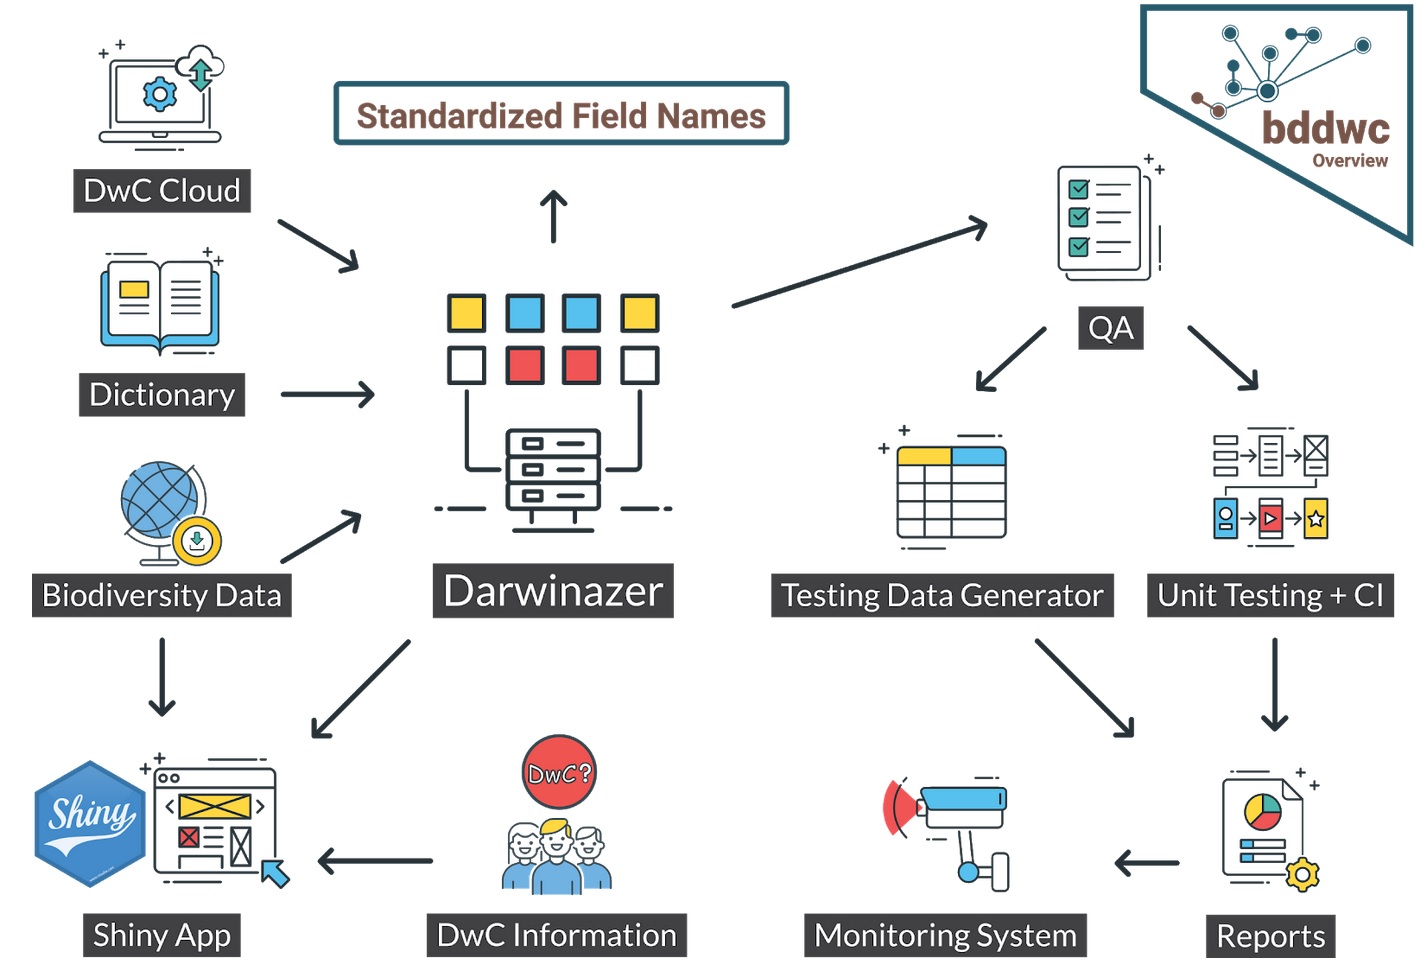 Standardized Field Names
bddwc
Overview
DwC Cloud
Dictionary
QA
Biodiversity Data
Darwinazer
Testing Data Generator
Unit Testing + CI
Shiny
DwC?
Shiny App
DwC Information
Monitoring System
Reports